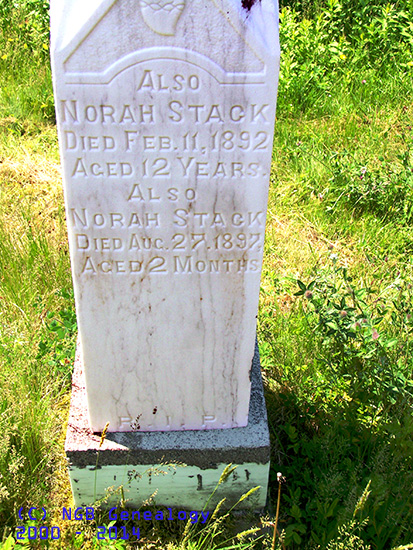 ALSO
NORAH STACK
DIED FEB. 11, 1892
AGED 12 YEARS.
ALSO
NORAH STACK
DIED AUG. 27, 1897
AGED 2 MONTHS
R. I. P.
(C) NGB Genealogy
2000 - 2014